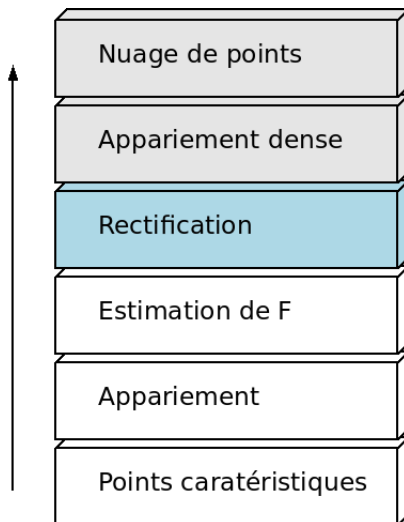 Nuage de points
Appariement dense
Rectification
Estimation de F
Appariement
Points caratéristiques